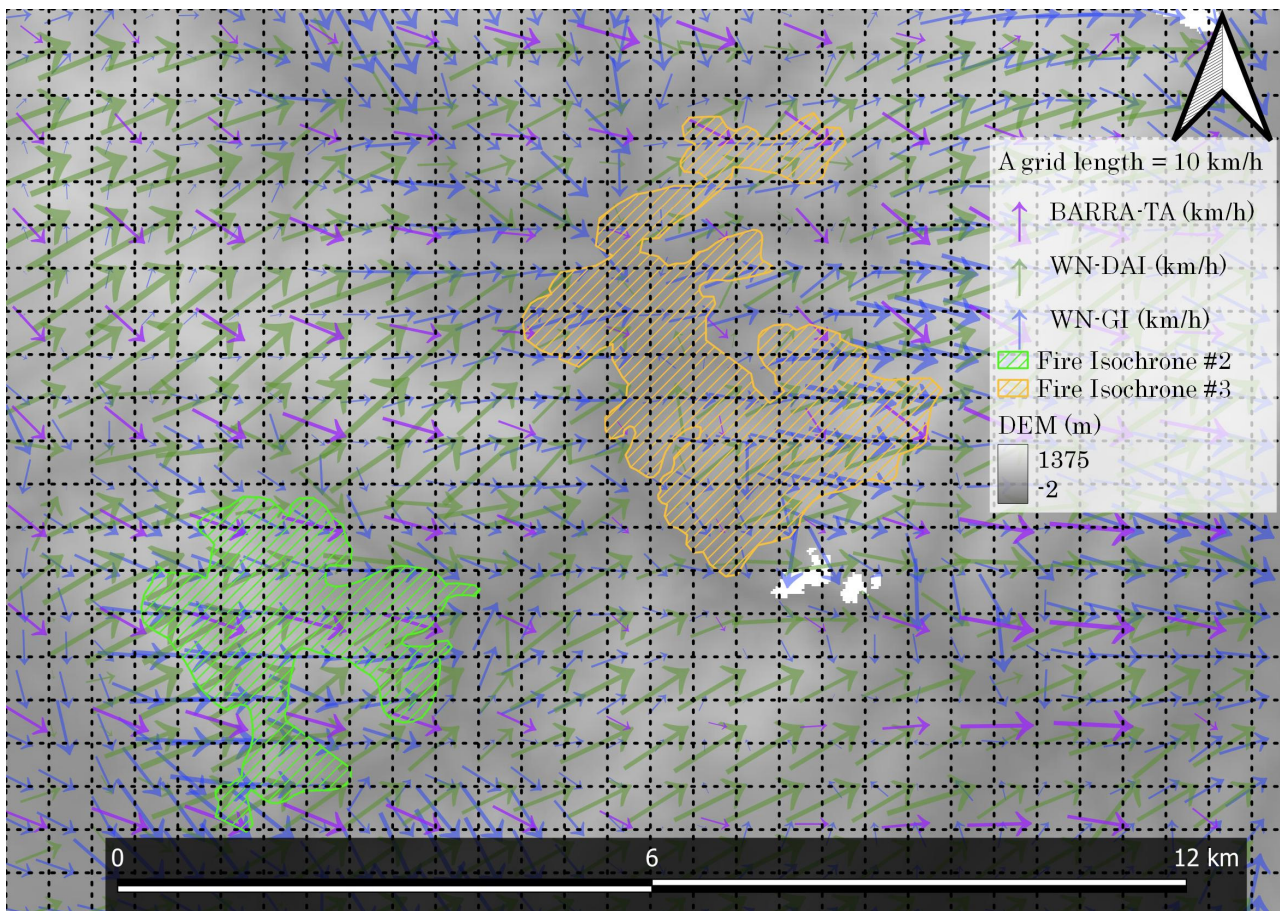 A grid length = 10 km/h
BARRA-TA (km/h)
WN-DAI (km/h)
WN-GI (km/h)
Fire Isochrone #2
Fire Isochrone #3
DEM (m)
1375
-2
0 6 12 km